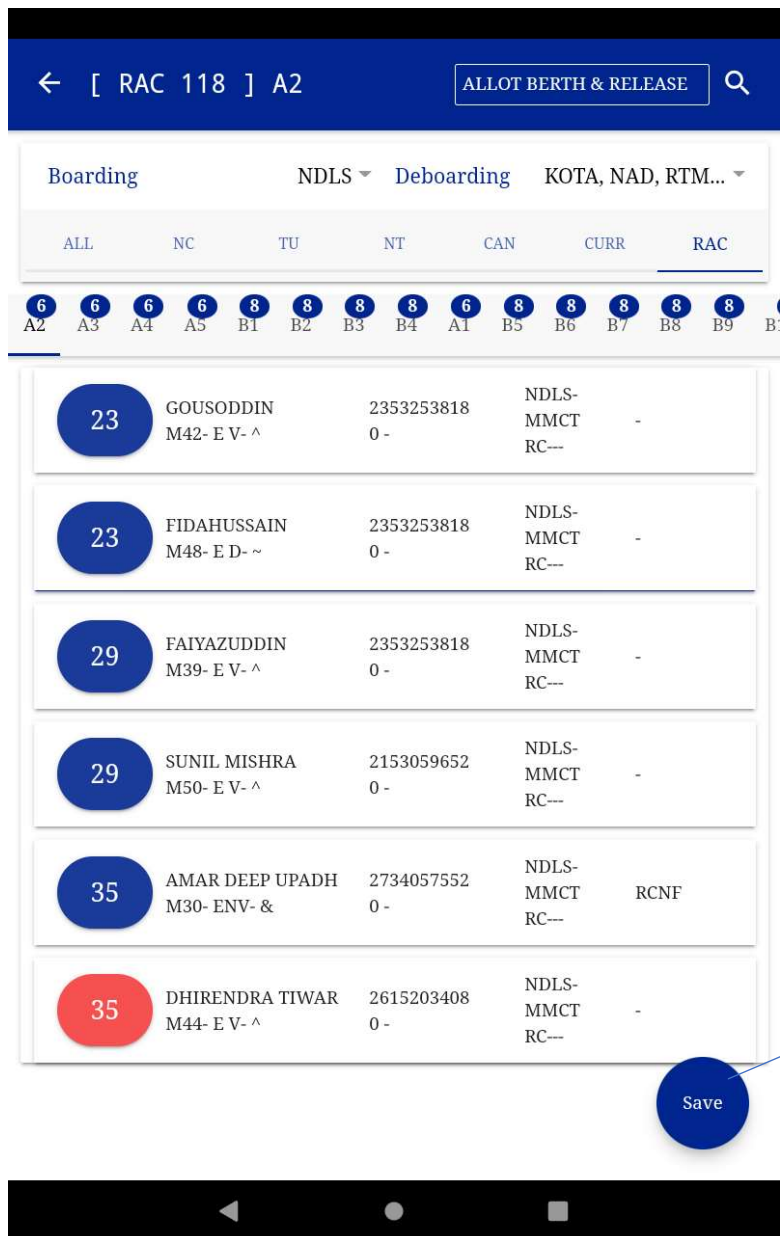 ← [ RAC 118 ] A2 ALLOT BERTH & RELEASE
Boarding NDLS Deboarding KOTA, NAD, RTM...
ALL NC TU NT CAN CURR RAC
6 6 6 6 8 8 8 8 6 8 8 8 8 8
A2 A3 A4 A5 B1 B2 B3 B4 A1 B5 B6 B7 B8 B9
23 GOUSODDIN 2353253818 NDLS-
M42- E V- ^ 0 - MMCT -
RC---
23 FIDAHUSSAIN 2353253818 NDLS-
M48- E D- ~ 0 - MMCT -
RC---
29 FAIYAZUDDIN 2353253818 NDLS-
M39- E V- ^ 0 - MMCT -
RC---
29 SUNIL MISHRA 2153059652 NDLS-
M50- E V- ^ 0 - MMCT -
RC---
35 AMAR DEEP UPADH 2734057552 NDLS-
M30- ENV- & 0 - MMCT RCNF
RC---
35 DHIRENDRA TIWAR 2615203408 NDLS-
M44- E V- ^ 0 - MMCT -
RC---
Save